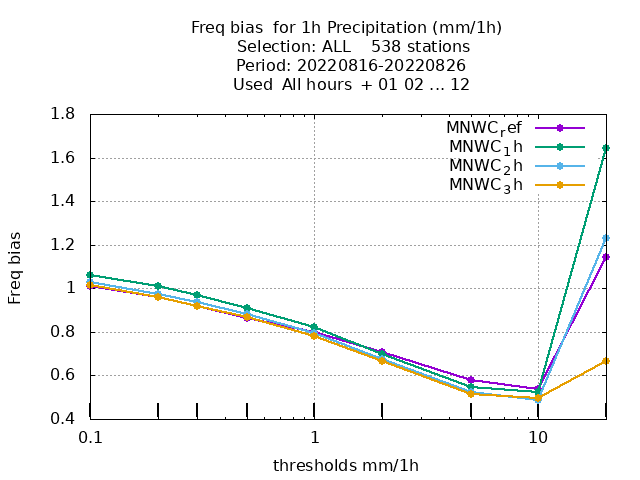 Freq bias  for 1h Precipitation (mm/1h)
Selection: ALL    538 stations
Period: 20220816-20220826
Used  All hours  + 01 02 ... 12
MNWC_ref
MNWC_1h
MNWC_2h
MNWC_3h
1.8
1.6
1.4
1.2
1
0.8
0.6
0.4
Freq bias
0.1 1 10
thresholds mm/1h